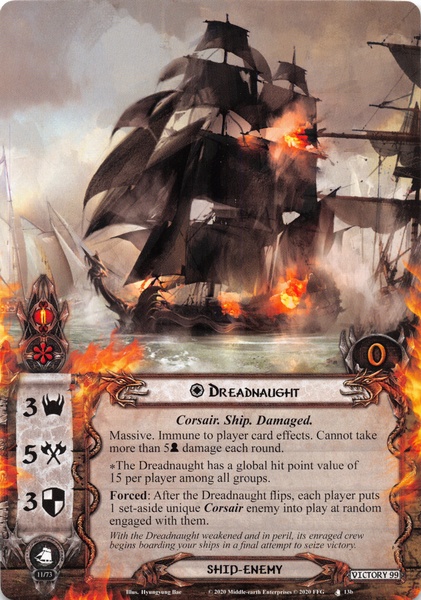 0
Dreadnaught
3
5
3
Corsair. Ship. Damaged.
Massive. Immune to player card effects. Cannot take
more than 5 damage each round.
*The Dreadnaught has a global hit point value of
15 per player among all groups.
Forced: After the Dreadnaught flips, each player puts
1 set-aside unique Corsair enemy into play at random
engaged with them.
With the Dreadnaught weakened and in peril, its enraged crew
begins boarding your ships in a final attempt to seize victory.
11/73
SHIP-ENEMY
VICTORY 99
Illus. Hyungyung Bae
© 2020 Middle-earth Enterprises © 2020 FFG
13b